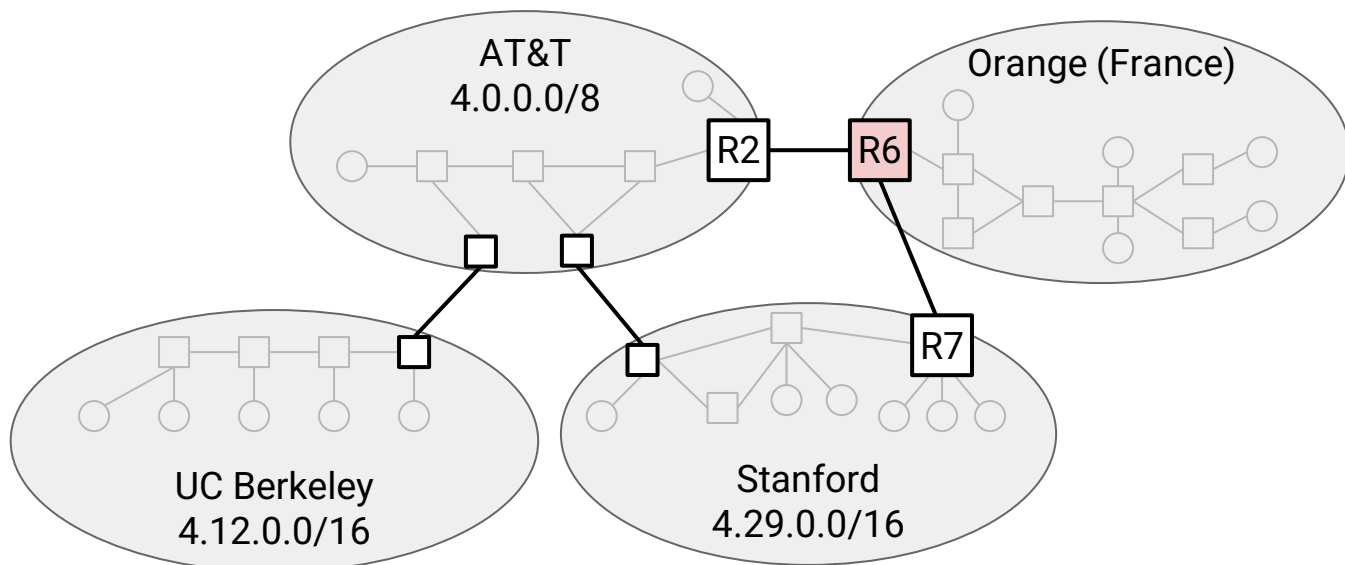 AT&T
4.0.0.0/8
Orange (France)
R2
R6
R7
UC Berkeley
4.12.0.0/16
Stanford
4.29.0.0/16